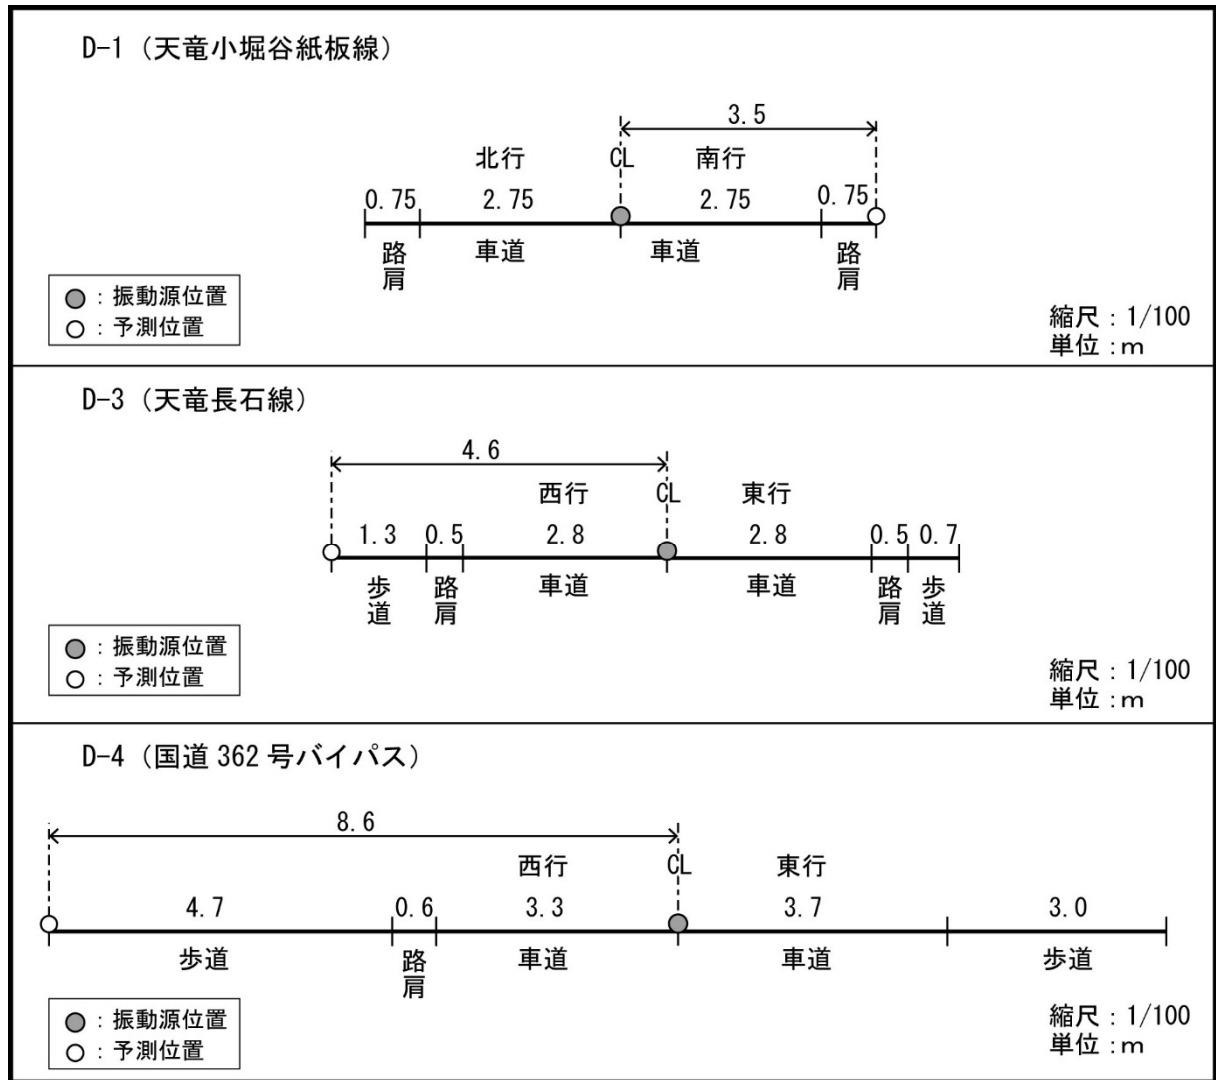 D-1（天竜小堀谷紙板線）
3.5
北行 CL 南行
0.75 2.75 2.75 0.75
路肩 車道 車道 路肩
：振動源位置
：予測位置
縮尺：1/100
単位：m
D-3（天竜長石線）
4.6
西行 CL 東行
1.3 0.5 2.8 2.8 0.5 0.7
歩道 路肩 車道 車道 路肩 歩道
：振動源位置
：予測位置
縮尺：1/100
単位：m
D-4（国道362号バイパス）
8.6
西行 CL 東行
4.7 0.6 3.3 3.7 3.0
歩道 路肩 車道 車道 歩道
：振動源位置
：予測位置
縮尺：1/100
単位：m